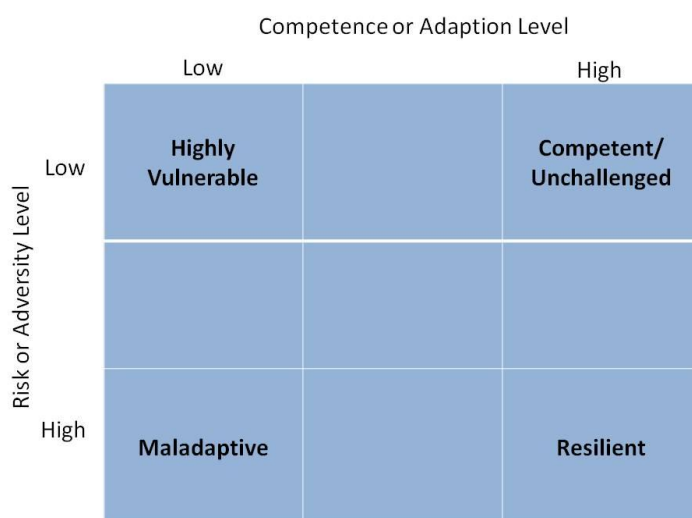 Competence or Adaption Level
Low
High
Low
Highly
Vulnerable
Competent/
Unchallenged
Risk or Adversity Level
High
Maladaptive
Resilient